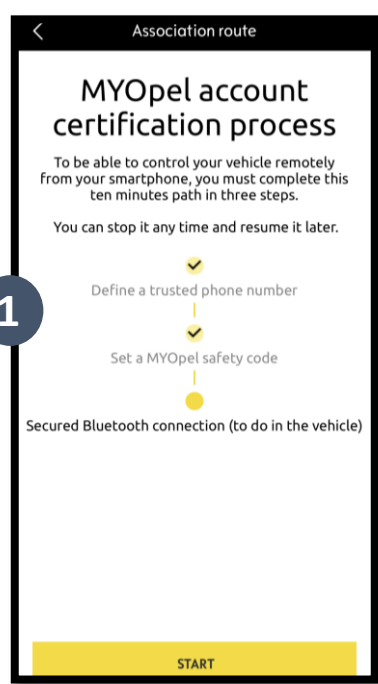 Association route
MYOpel account
certification process
To be able to control your vehicle remotely
from your smartphone, you must complete this
ten minutes path in three steps.
You can stop it any time and resume it later.
Define a trusted phone number
1
Set a MYOpel safety code
Secured Bluetooth connection (to do in the vehicle)
START